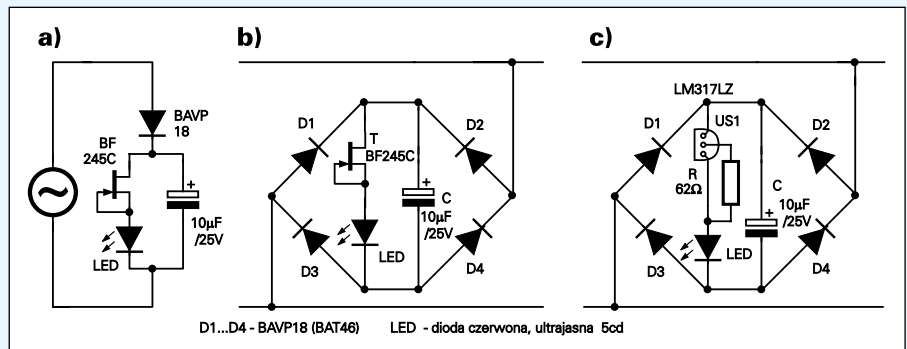 a)
BAVP
18
BF
245C
+
10µF
/25V
LED
b)
D1
T
BF245C
D2
+
C
10µF
/25V
LED
D3
D4
c)
LM317LZ
US1
D1
D2
R
62Ω
C
+
10µF
/25V
LED
D3
D4
D1...D4 - BAVP18 (BAT46) LED - dioda czerwona, ultrajasna 5cd